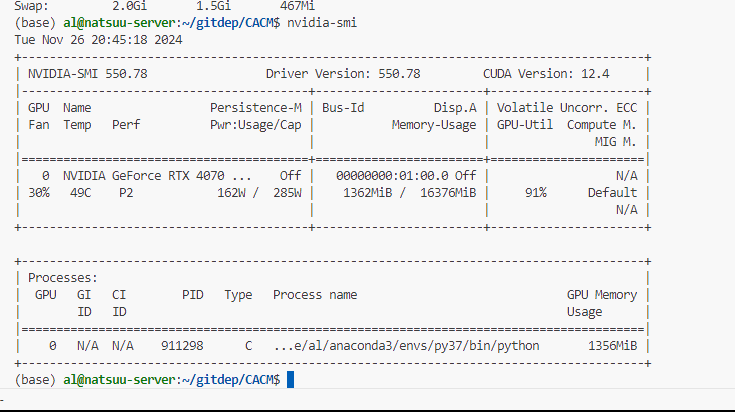 Swap: 2.0Gi 1.5Gi 467Mi
(base) al@natsuu-server:~/gitdep/CACM$ nvidia-smi
Tue Nov 26 20:45:18 2024
+-----------------------------------------------------------------------------------------+
| NVIDIA-SMI 550.78 Driver Version: 550.78 CUDA Version: 12.4 |
|-----------------------------------------+------------------------+----------------------+
| GPU Name Persistence-M | Bus-Id Disp.A | Volatile Uncorr. ECC |
| Fan Temp Perf Pwr:Usage/Cap | Memory-Usage | GPU-Util Compute M. |
| | | MIG M. |
|=========================================+========================+======================|
| 0 NVIDIA GeForce RTX 4070 ... Off | 00000000:01:00.0 Off | N/A |
| 30% 49C P2 162W / 285W | 1362MiB / 16376MiB | 91% Default |
| | | N/A |
+-----------------------------------------+------------------------+----------------------+
+-----------------------------------------------------------------------------------------+
| Processes: |
| GPU GI CI PID Type Process name GPU Memory |
| ID ID Usage |
|=========================================================================================|
| 0 N/A N/A 911298 C ...e/al/anaconda3/envs/py37/bin/python 1356MiB |
+-----------------------------------------------------------------------------------------+
(base) al@natsuu-server:~/gitdep/CACM$